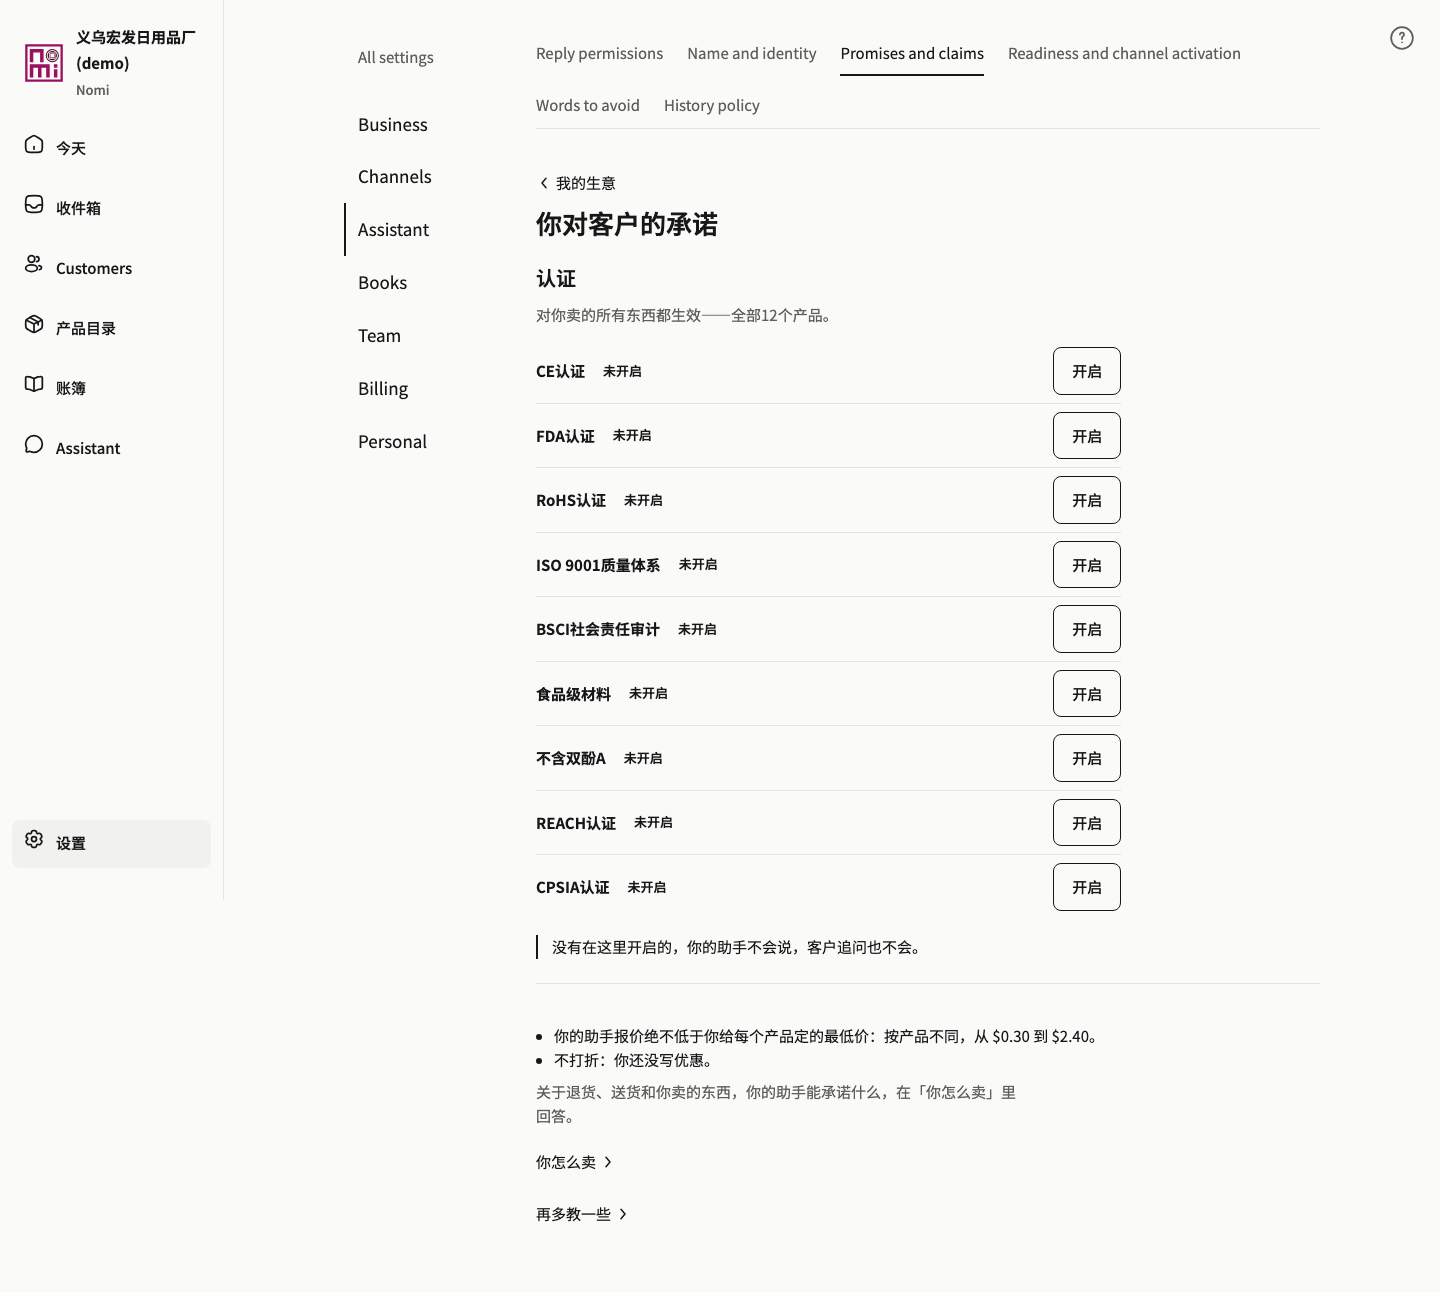 义乌宏发日用品厂
(demo)
Nomi
今天
收件箱
Customers
产品目录
账簿
Assistant
设置
All settings
Business
Channels
Assistant
Books
Team
Billing
Personal
Reply permissions
Name and identity
Promises and claims
Readiness and channel activation
Words to avoid
History policy
我的生意
你对客户的承诺
认证
对你卖的所有东西都生效——全部12个产品。
CE认证 未开启 开启
FDA认证 未开启 开启
RoHS认证 未开启 开启
ISO 9001质量体系 未开启 开启
BSCI社会责任审计 未开启 开启
食品级材料 未开启 开启
不含双酚A 未开启 开启
REACH认证 未开启 开启
CPSIA认证 未开启 开启
没有在这里开启的，你的助手不会说，客户追问也不会。
你的助手报价绝不低于你给每个产品定的最低价：按产品不同，从 $0.30 到 $2.40。
不打折：你还没写优惠。
关于退货、送货和你卖的东西，你的助手能承诺什么，在「你怎么卖」里
回答。
你怎么卖
再多教一些